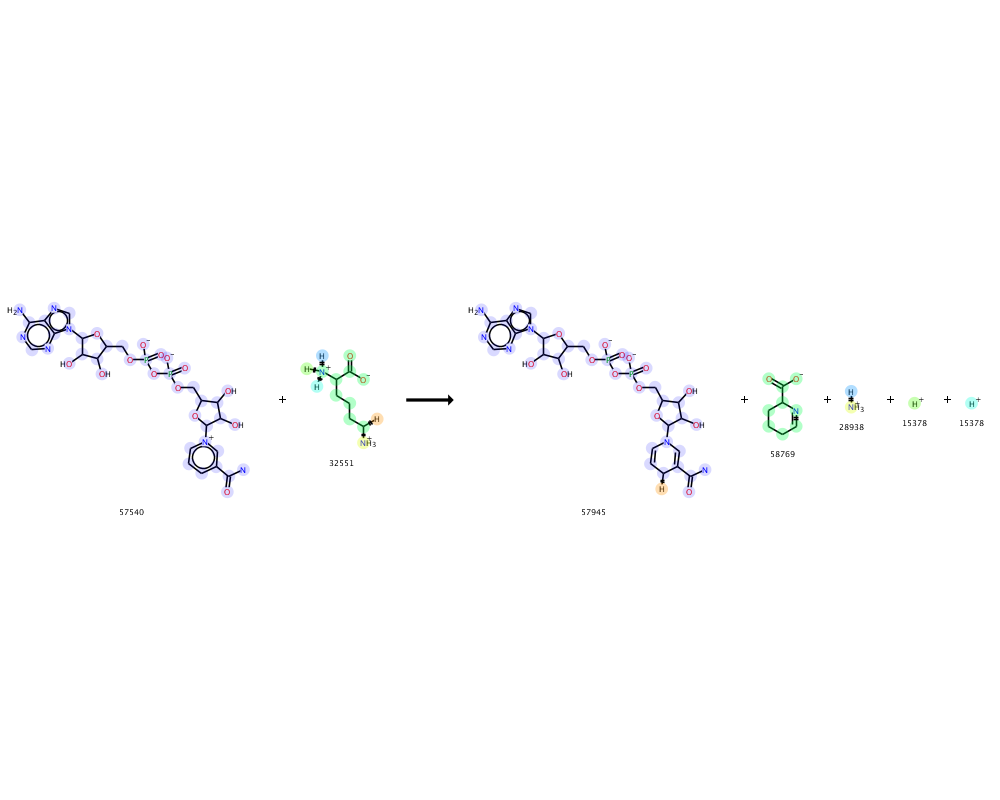 H₂N N N N N O HO OH O O⁻ P O O⁻ P O O O OH OH O N⁺ N O
57540
+
H H N⁺ H O O⁻ H NH₃⁺
32551
H₂N N N N N O HO OH O O⁻ P O O⁻ P O O O OH OH O N N O H
57945
+
O O⁻ N
58769
+
H NH₃⁺
28938
+
H⁺
15378
+
H⁺
15378